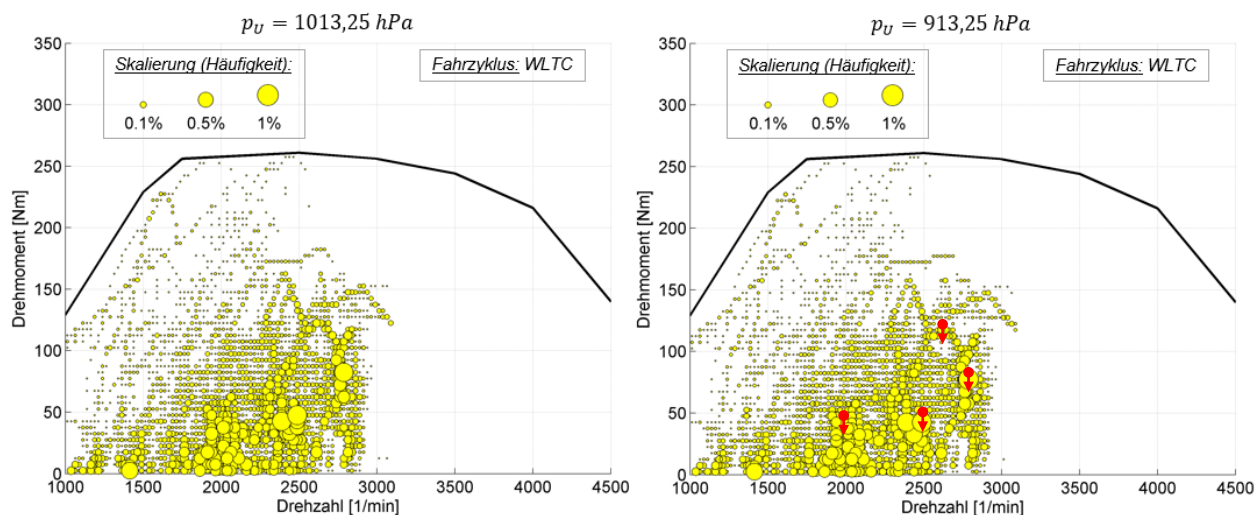 p_U = 1013,25 hPa
350
300
250
200
150
100
50
0
Drehmoment [Nm]
Skalierung (Häufigkeit):
0.1% 0.5% 1%
Fahrzyklus: WLTC
1000 1500 2000 2500 3000 3500 4000 4500
Drehzahl [1/min]
p_U = 913,25 hPa
350
300
250
200
150
100
50
0
Drehmoment [Nm]
Skalierung (Häufigkeit):
0.1% 0.5% 1%
Fahrzyklus: WLTC
1000 1500 2000 2500 3000 3500 4000 4500
Drehzahl [1/min]